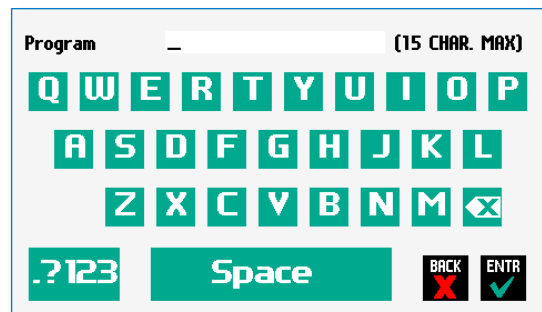 Program _ (15 CHAR. MAX)
Q W E R T Y U I O P
A S D F G H J K L
Z X C V B N M
.?123 Space BACK ENTR